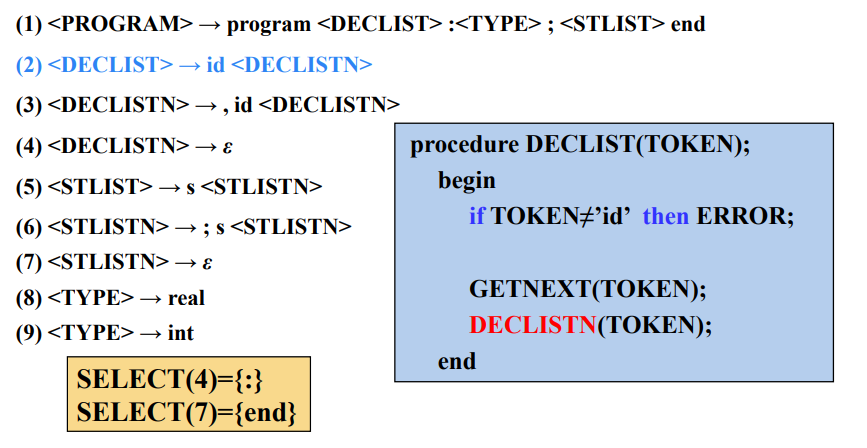 (1) <PROGRAM> → program <DECLIST> :<TYPE> ; <STLIST> end
(2) <DECLIST> → id <DECLISTN>
(3) <DECLISTN> → , id <DECLISTN>
(4) <DECLISTN> → ε
(5) <STLIST> → s <STLISTN>
(6) <STLISTN> → ; s <STLISTN>
(7) <STLISTN> → ε
(8) <TYPE> → real
(9) <TYPE> → int
SELECT(4)={:}
SELECT(7)={end}
procedure DECLIST(TOKEN);
begin
if TOKEN≠’id’ then ERROR;
GETNEXT(TOKEN);
DECLISTN(TOKEN);
end